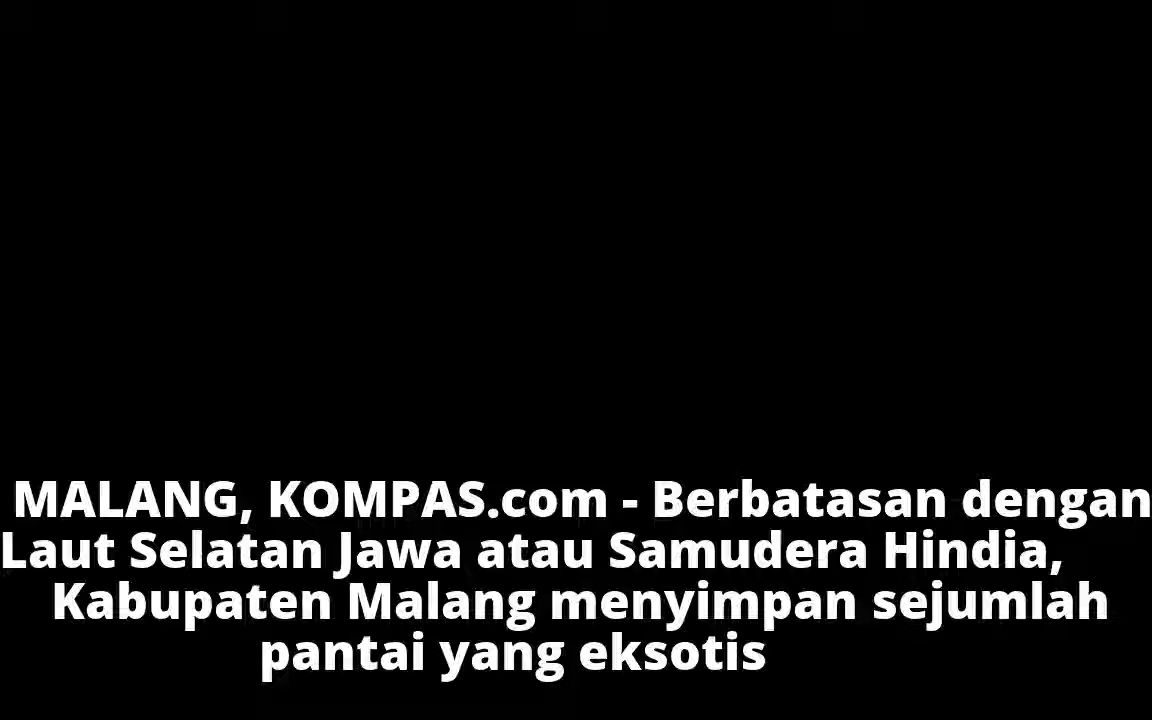 MALANG, KOMPAS.com - Berbatasan dengan
Laut Selatan Jawa atau Samudera Hindia,
Kabupaten Malang menyimpan sejumlah
pantai yang eksotis